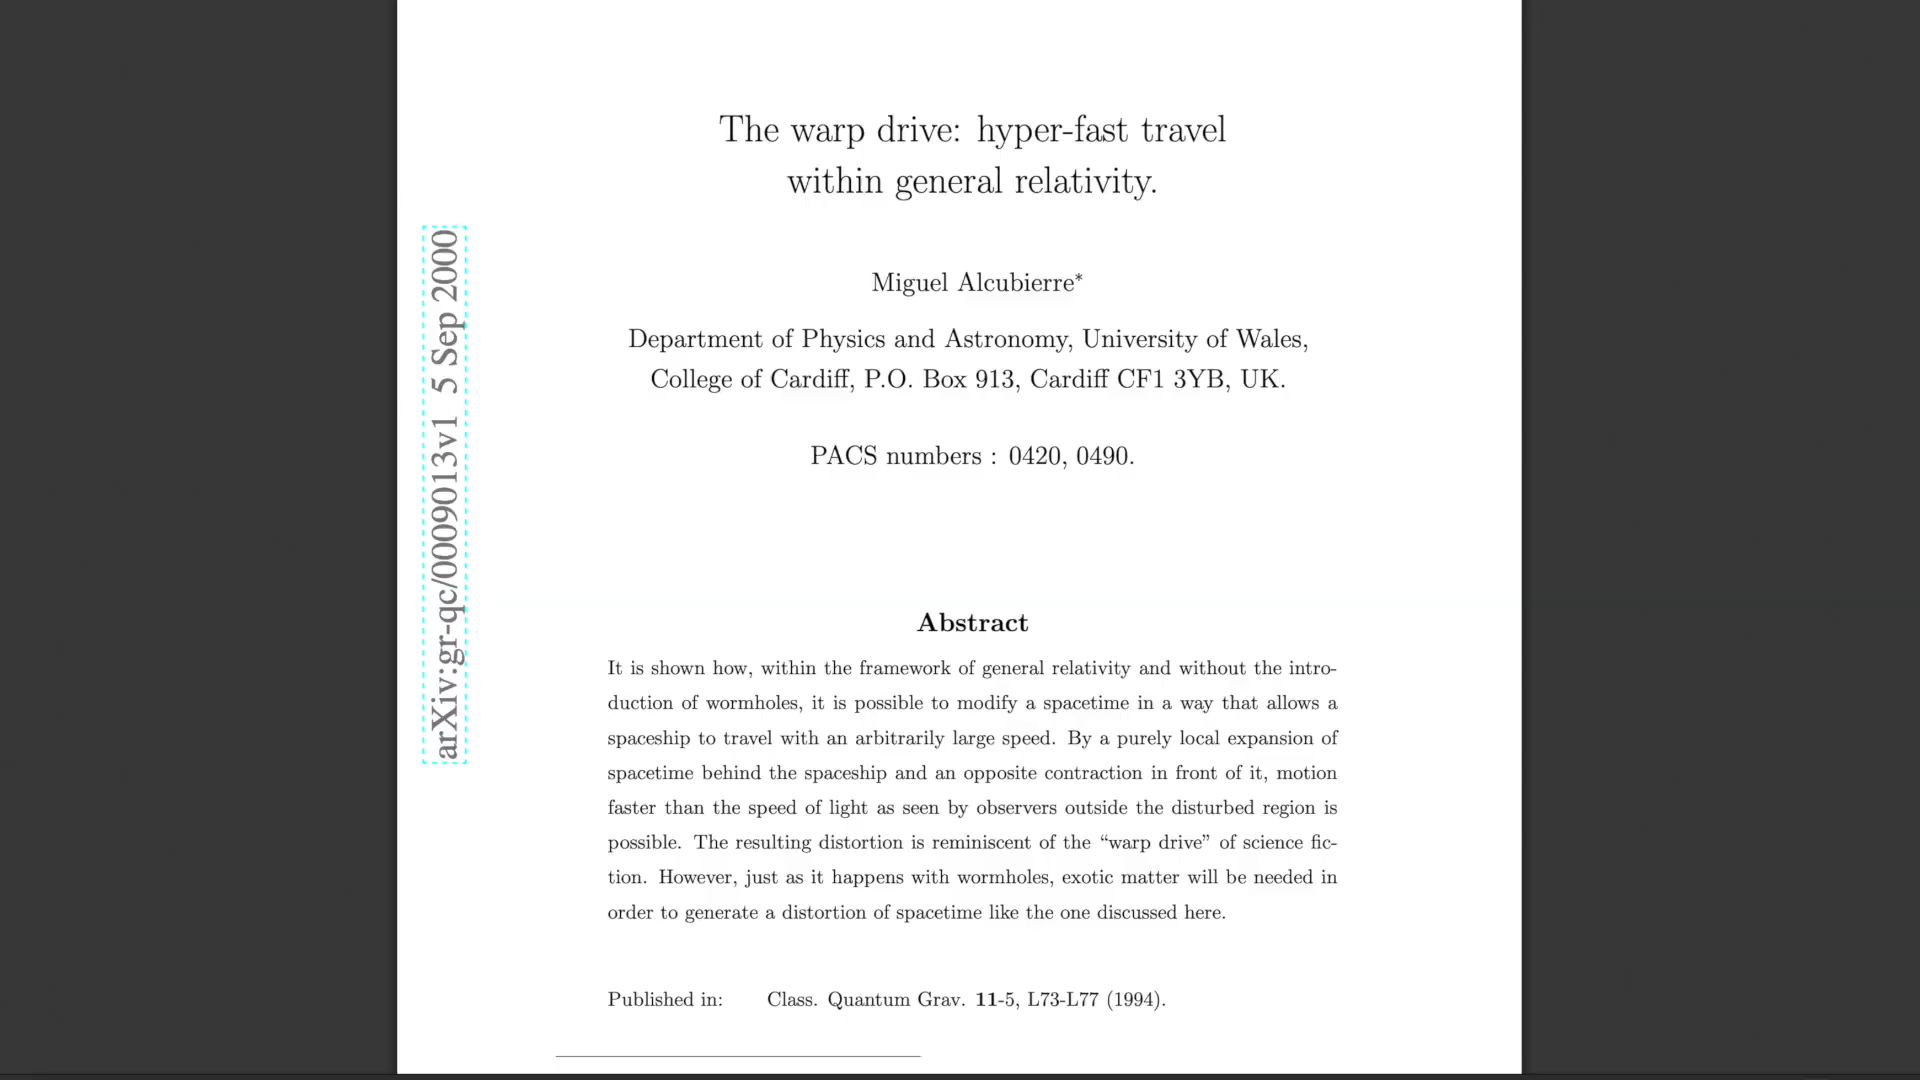 The warp drive: hyper-fast travel
within general relativity.
Miguel Alcubierre*
Department of Physics and Astronomy, University of Wales,
College of Cardiff, P.O. Box 913, Cardiff CF1 3YB, UK.
PACS numbers : 0420, 0490.
arXiv:gr-qc/0009013v1 5 Sep 2000
Abstract
It is shown how, within the framework of general relativity and without the intro-
duction of wormholes, it is possible to modify a spacetime in a way that allows a
spaceship to travel with an arbitrarily large speed. By a purely local expansion of
spacetime behind the spaceship and an opposite contraction in front of it, motion
faster than the speed of light as seen by observers outside the disturbed region is
possible. The resulting distortion is reminiscent of the “warp drive” of science fic-
tion. However, just as it happens with wormholes, exotic matter will be needed in
order to generate a distortion of spacetime like the one discussed here.
Published in: Class. Quantum Grav. 11-5, L73-L77 (1994).